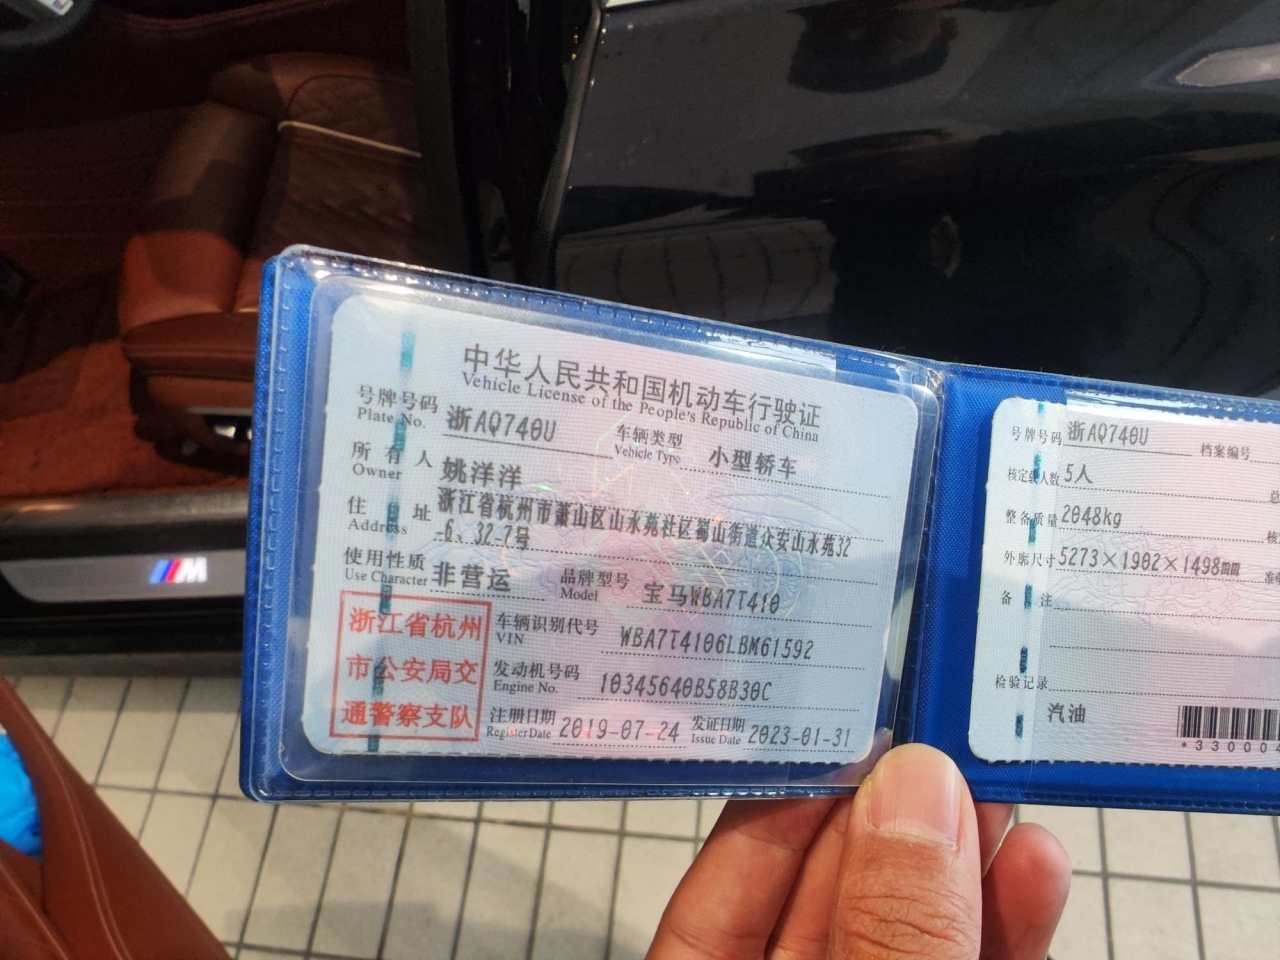 中华人民共和国机动车行驶证
Vehicle License of the People's Republic of China
号牌号码 浙AQ740U 车辆类型 小型轿车
Plate No. Vehicle Type
所有人 姚洋洋
Owner
住址 浙江省杭州市萧山区山水苑社区蜀山街道众安山水苑32
Address -6、32-7号
使用性质 非营运 品牌型号 宝马WBA7T410
Use Character Model
浙江省杭州
市公安局交
通警察支队
车辆识别代号 WBA7T4106LBM61592
VIN
发动机号码 10345640B58B30C
Engine No.
注册日期 2019-07-24 发证日期 2023-01-31
Register Date Issue Date
号牌号码 浙AQ740U 档案编号
核定载人数 5人
整备质量 2048kg
外廓尺寸 5273×1902×1498mm
备注
检验记录
汽油
*33000
M